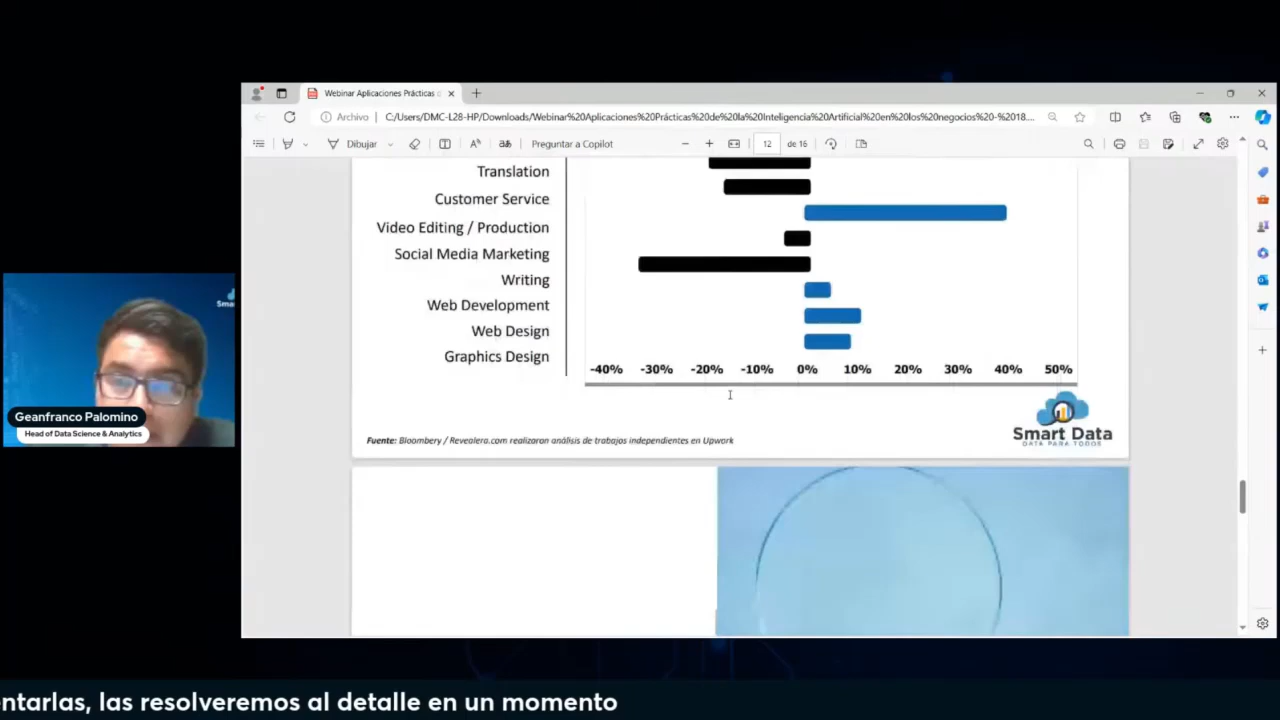 Webinar Aplicaciones Prácticas d
Archivo
C:/Users/DMC-L28-HP/Downloads/Webinar%20Aplicaciones%20Prácticas%20de%20la%20Inteligencia%20Artificial%20en%20los%20negocios%20-%2018...
Dibujar
Preguntar a Copilot
12
de 16
Translation
Customer Service
Video Editing / Production
Social Media Marketing
Writing
Web Development
Web Design
Graphics Design
-40% -30% -20% -10% 0% 10% 20% 30% 40% 50%
Fuente: Bloombery / Revealera.com realizaron análisis de trabajos independientes en Upwork
Smart Data
DATA PARA TODOS
Smar
Geanfranco Palomino
Head of Data Science & Analytics
entarlas, las resolveremos al detalle en un momento